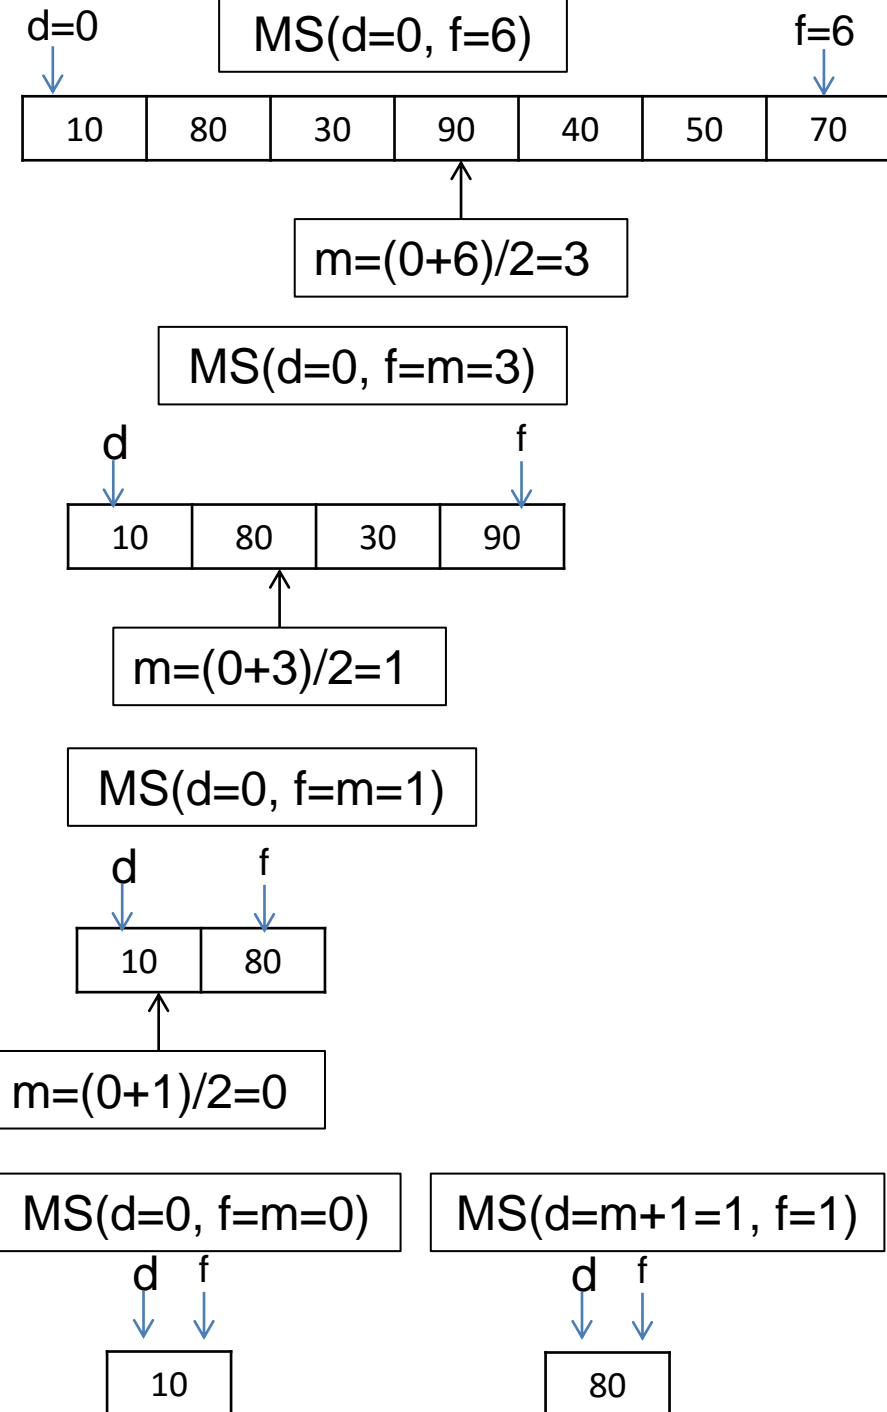 d=0 MS(d=0, f=6) f=6
10 80 30 90 40 50 70
m=(0+6)/2=3
MS(d=0, f=m=3)
d f
10 80 30 90
m=(0+3)/2=1
MS(d=0, f=m=1)
d f
10 80
m=(0+1)/2=0
MS(d=0, f=m=0) MS(d=m+1=1, f=1)
d f d f
10 80